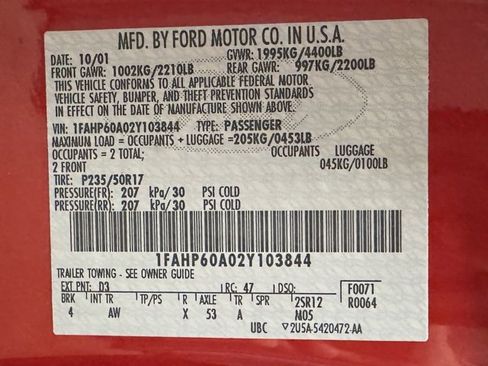 MFD. BY FORD MOTOR CO. IN U.S.A.
DATE: 10/01 GVWR: 1995KG/4400LB
FRONT GAWR: 1002KG/2210LB REAR GAWR: 997KG/2200LB
THIS VEHICLE CONFORMS TO ALL APPLICABLE FEDERAL MOTOR
VEHICLE SAFETY, BUMPER, AND THEFT PREVENTION STANDARDS
IN EFFECT ON THE DATE OF MANUFACTURE SHOWN ABOVE.
VIN: 1FAHP60A02Y103844 TYPE: PASSENGER
MAXIMUM LOAD = OCCUPANTS + LUGGAGE =205KG/0453LB
OCCUPANTS = 2 TOTAL; OCCUPANTS LUGGAGE
2 FRONT 045KG/0100LB
TIRE: P235/50R17
PRESSURE(FR): 207 kPa/30 PSI COLD
PRESSURE(RR): 207 kPa/30 PSI COLD
1FAHP60A02Y103844
TRAILER TOWING - SEE OWNER GUIDE
EXT PNT: D3 RC: 47 DSO: F0071
BRK INT TR TP/PS R AXLE TR SPR 2SR12 R0064
4 AW X 53 A N05
UBC ▽2U5A-5420472-AA